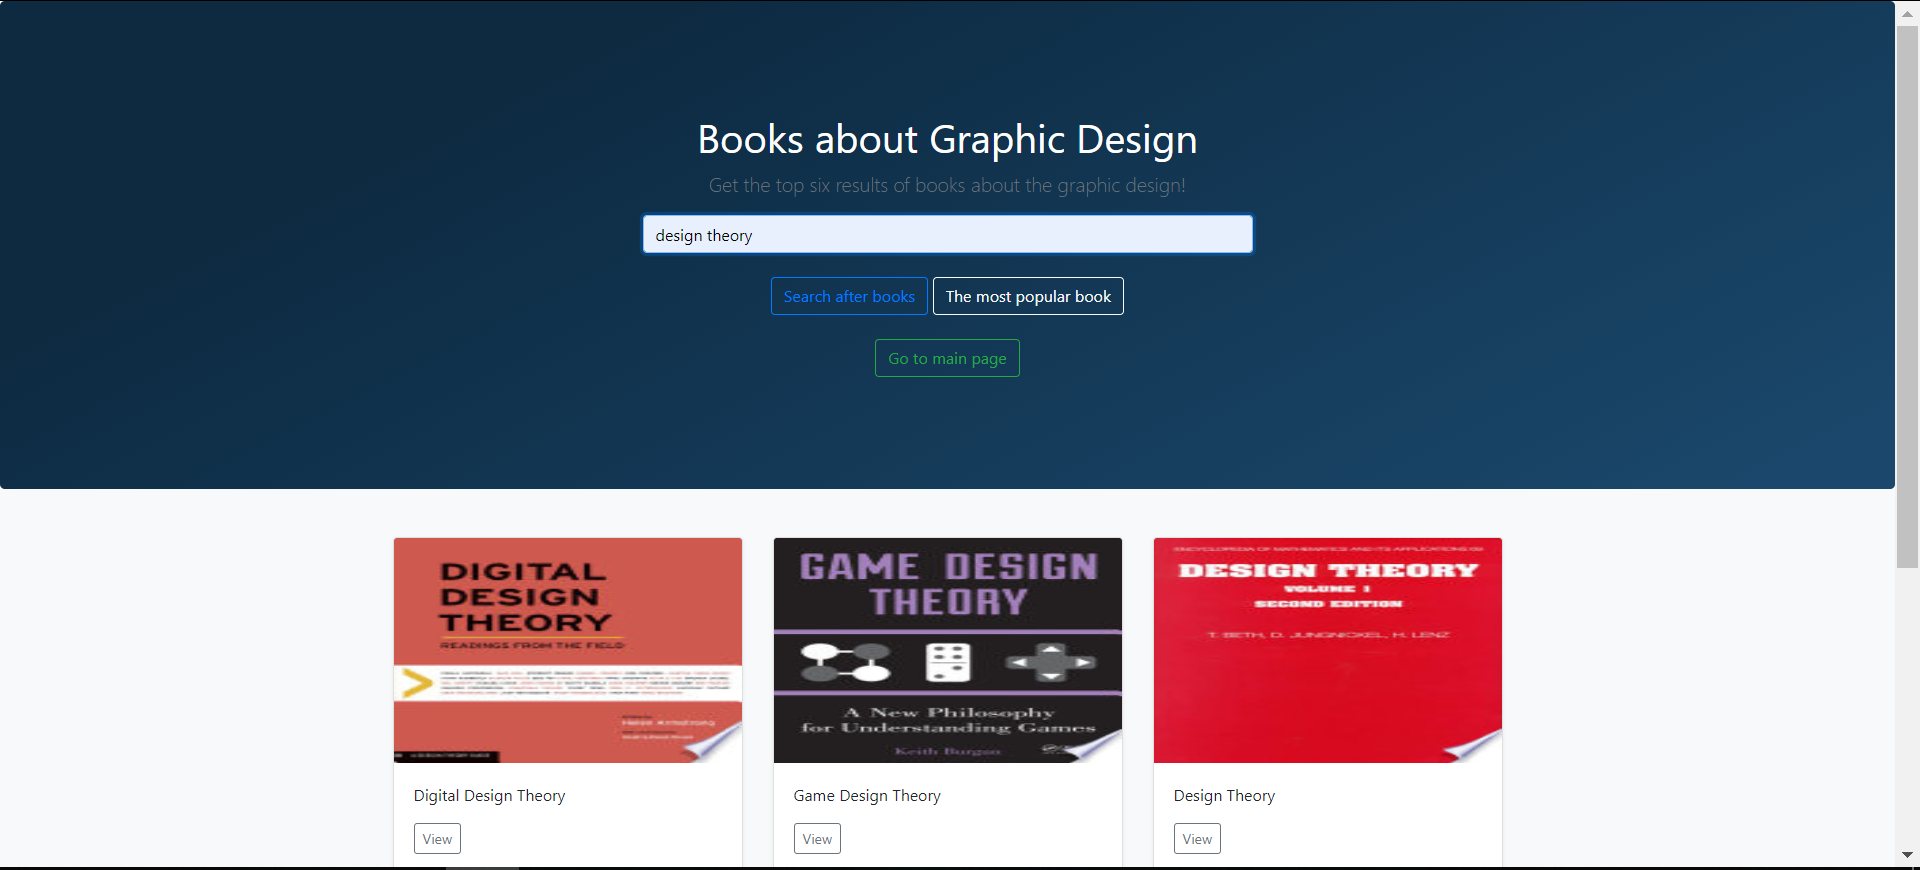 Books about Graphic Design
Get the top six results of books about the graphic design!
design theory
Search after books
The most popular book
Go to main page
DIGITAL
DESIGN
THEORY
READINGS FROM THE FIELD
Helen Armstrong
GAME DESIGN
THEORY
A New Philosophy
for Understanding Games
Keith Burgun
ENCYCLOPEDIA OF MATHEMATICS AND ITS APPLICATIONS
DESIGN THEORY
VOLUME I
SECOND EDITION
T. BETH, D. JUNGNICKEL, H. LENZ
Digital Design Theory
Game Design Theory
Design Theory
View
View
View